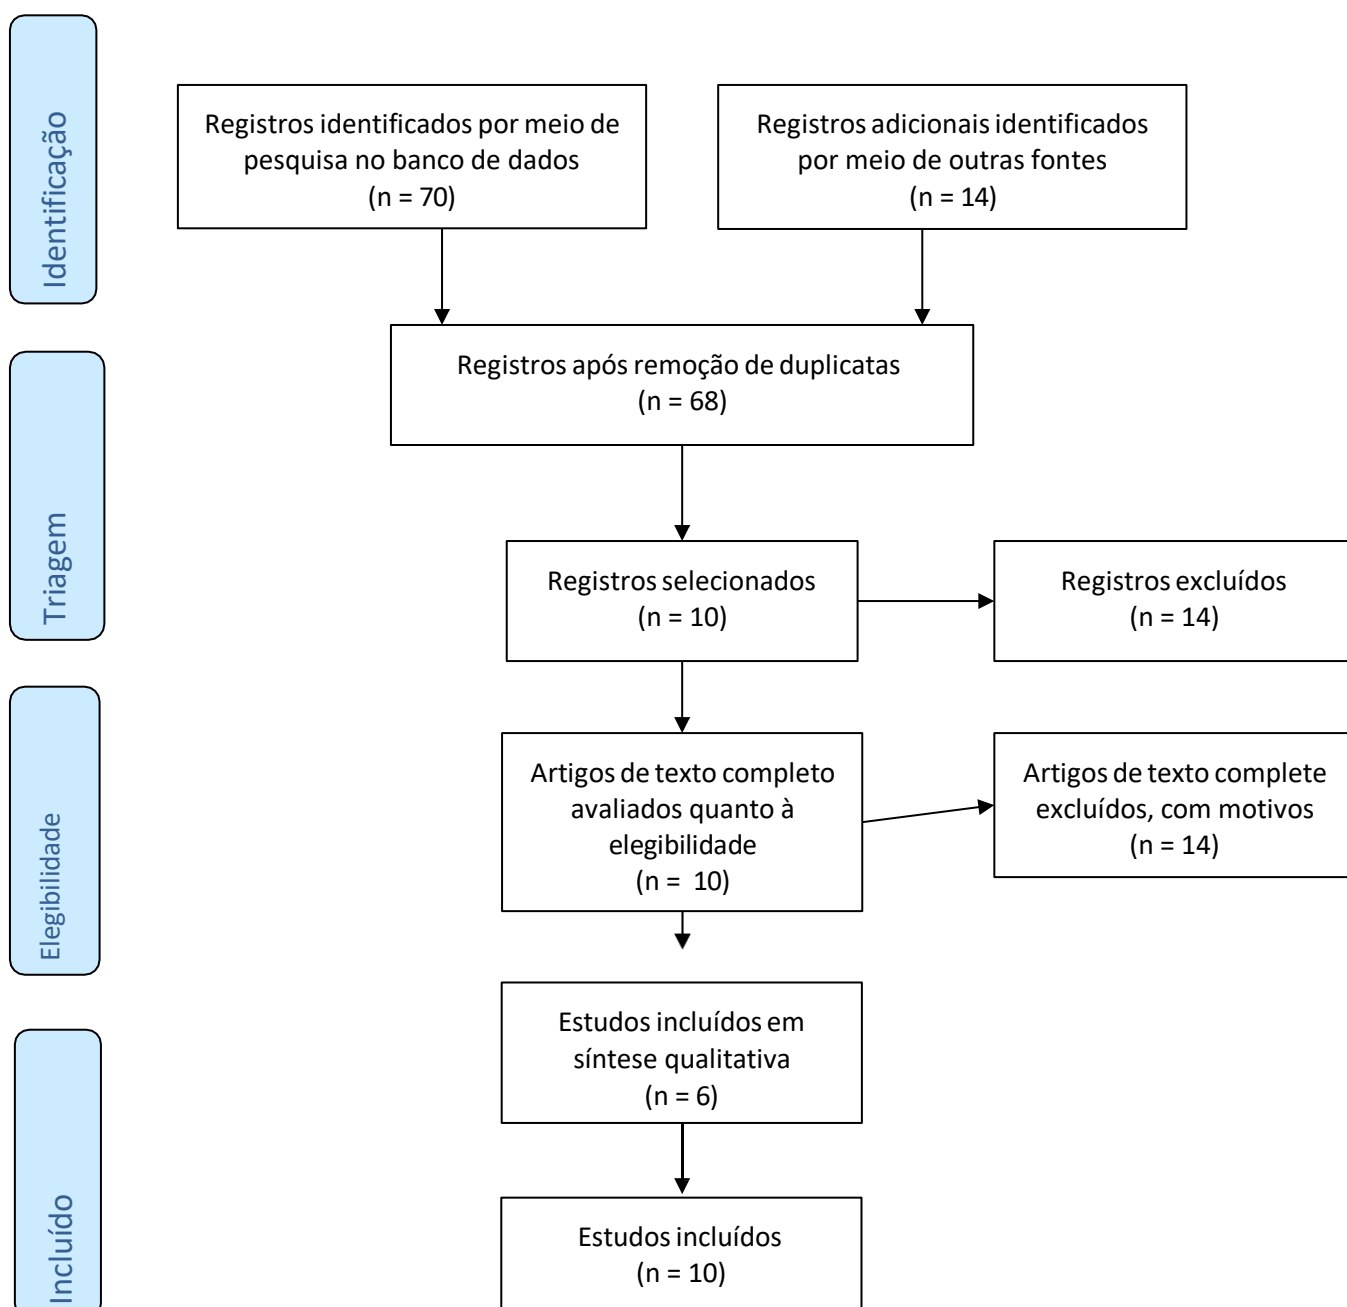 Identificação
Registros identificados por meio de
pesquisa no banco de dados
(n = 70)
Registros adicionais identificados
por meio de outras fontes
(n = 14)
Registros após remoção de duplicatas
(n = 68)
Triagem
Registros selecionados
(n = 10)
Registros excluídos
(n = 14)
Elegibilidade
Artigos de texto completo
avaliados quanto à
elegibilidade
(n =  10)
Artigos de texto complete
excluídos, com motivos
(n = 14)
Estudos incluídos em
síntese qualitativa
(n = 6)
Incluído
Estudos incluídos
(n = 10)